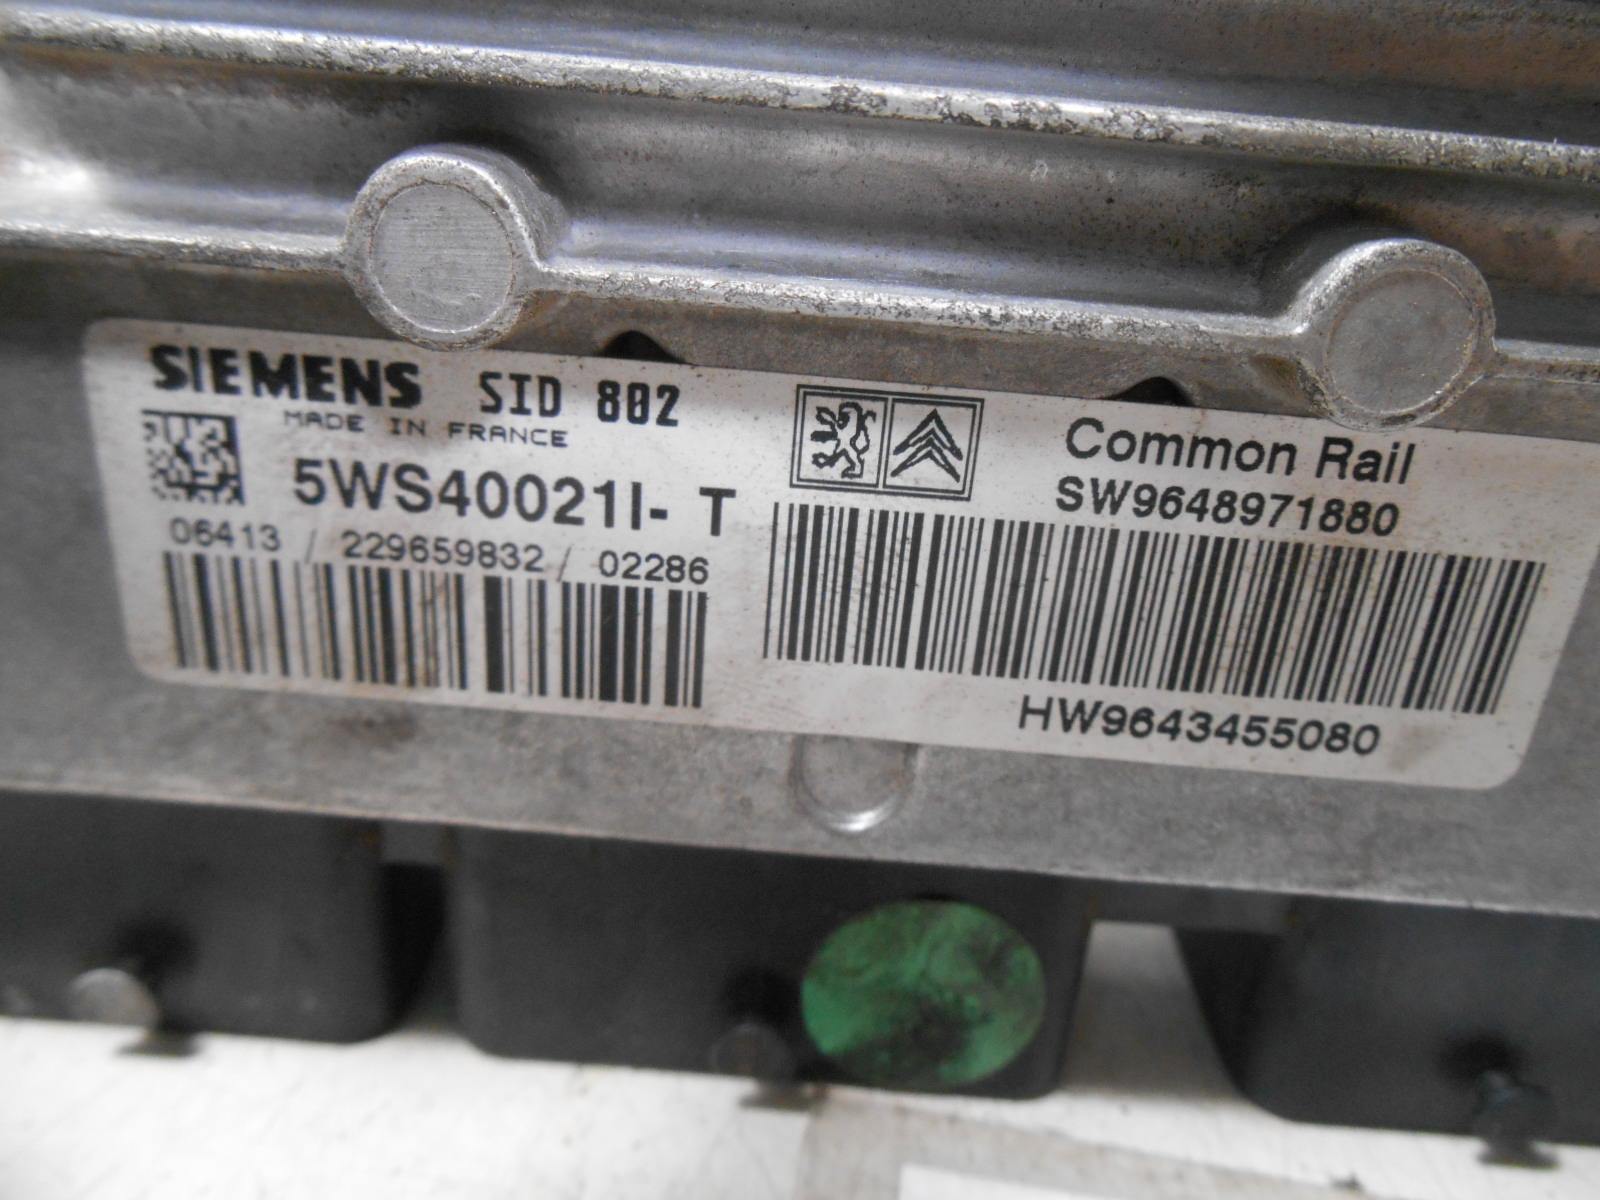 SIEMENS SID 802
MADE IN FRANCE
5WS40021I- T
06413 / 229659832 / 02286
Common Rail
SW9648971880
HW9643455080